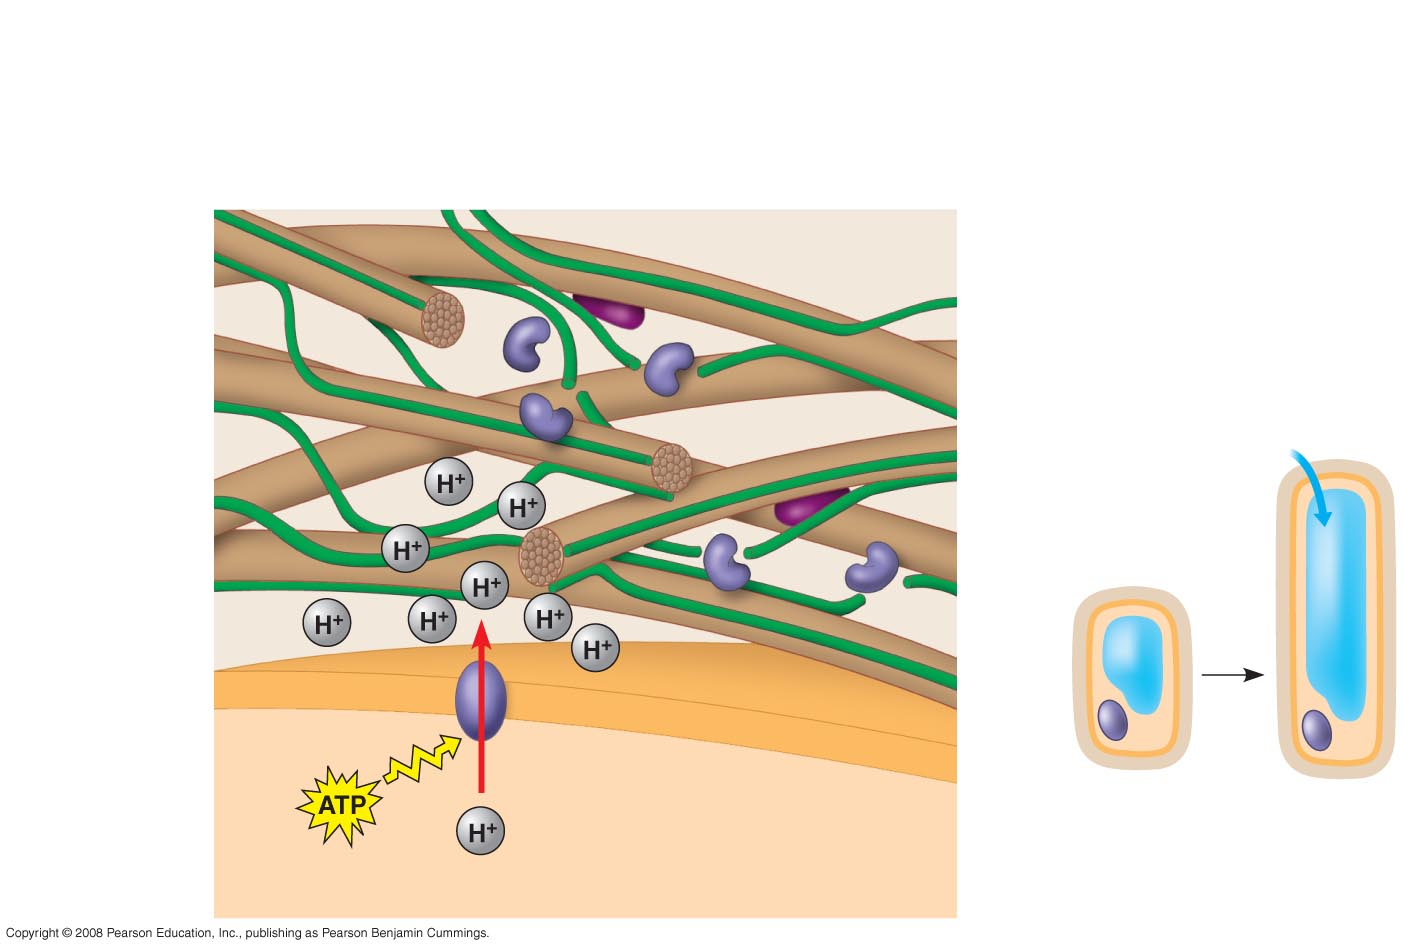 H⁺
H⁺
H⁺
H⁺
H⁺
H⁺
H⁺
H⁺
ATP
H⁺
Copyright © 2008 Pearson Education, Inc., publishing as Pearson Benjamin Cummings.